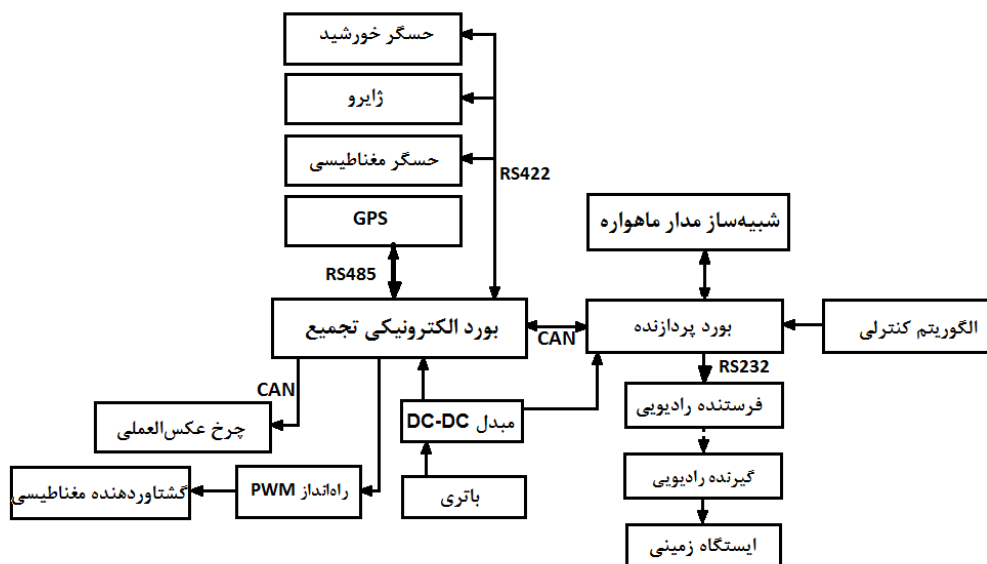 حسگر خورشید
ژایرو
حسگر مغناطیسی
RS422
GPS
شبیه‌ساز مدار ماهواره
RS485
بورد الکترونیکی تجمیع
CAN
بورد پردازنده
الگوریتم کنترلی
CAN
RS232
چرخ عکس‌العملی
مبدل DC-DC
فرستنده رادیویی
گشتاوردهنده مغناطیسی
راه‌انداز PWM
باتری
گیرنده رادیویی
ایستگاه زمینی